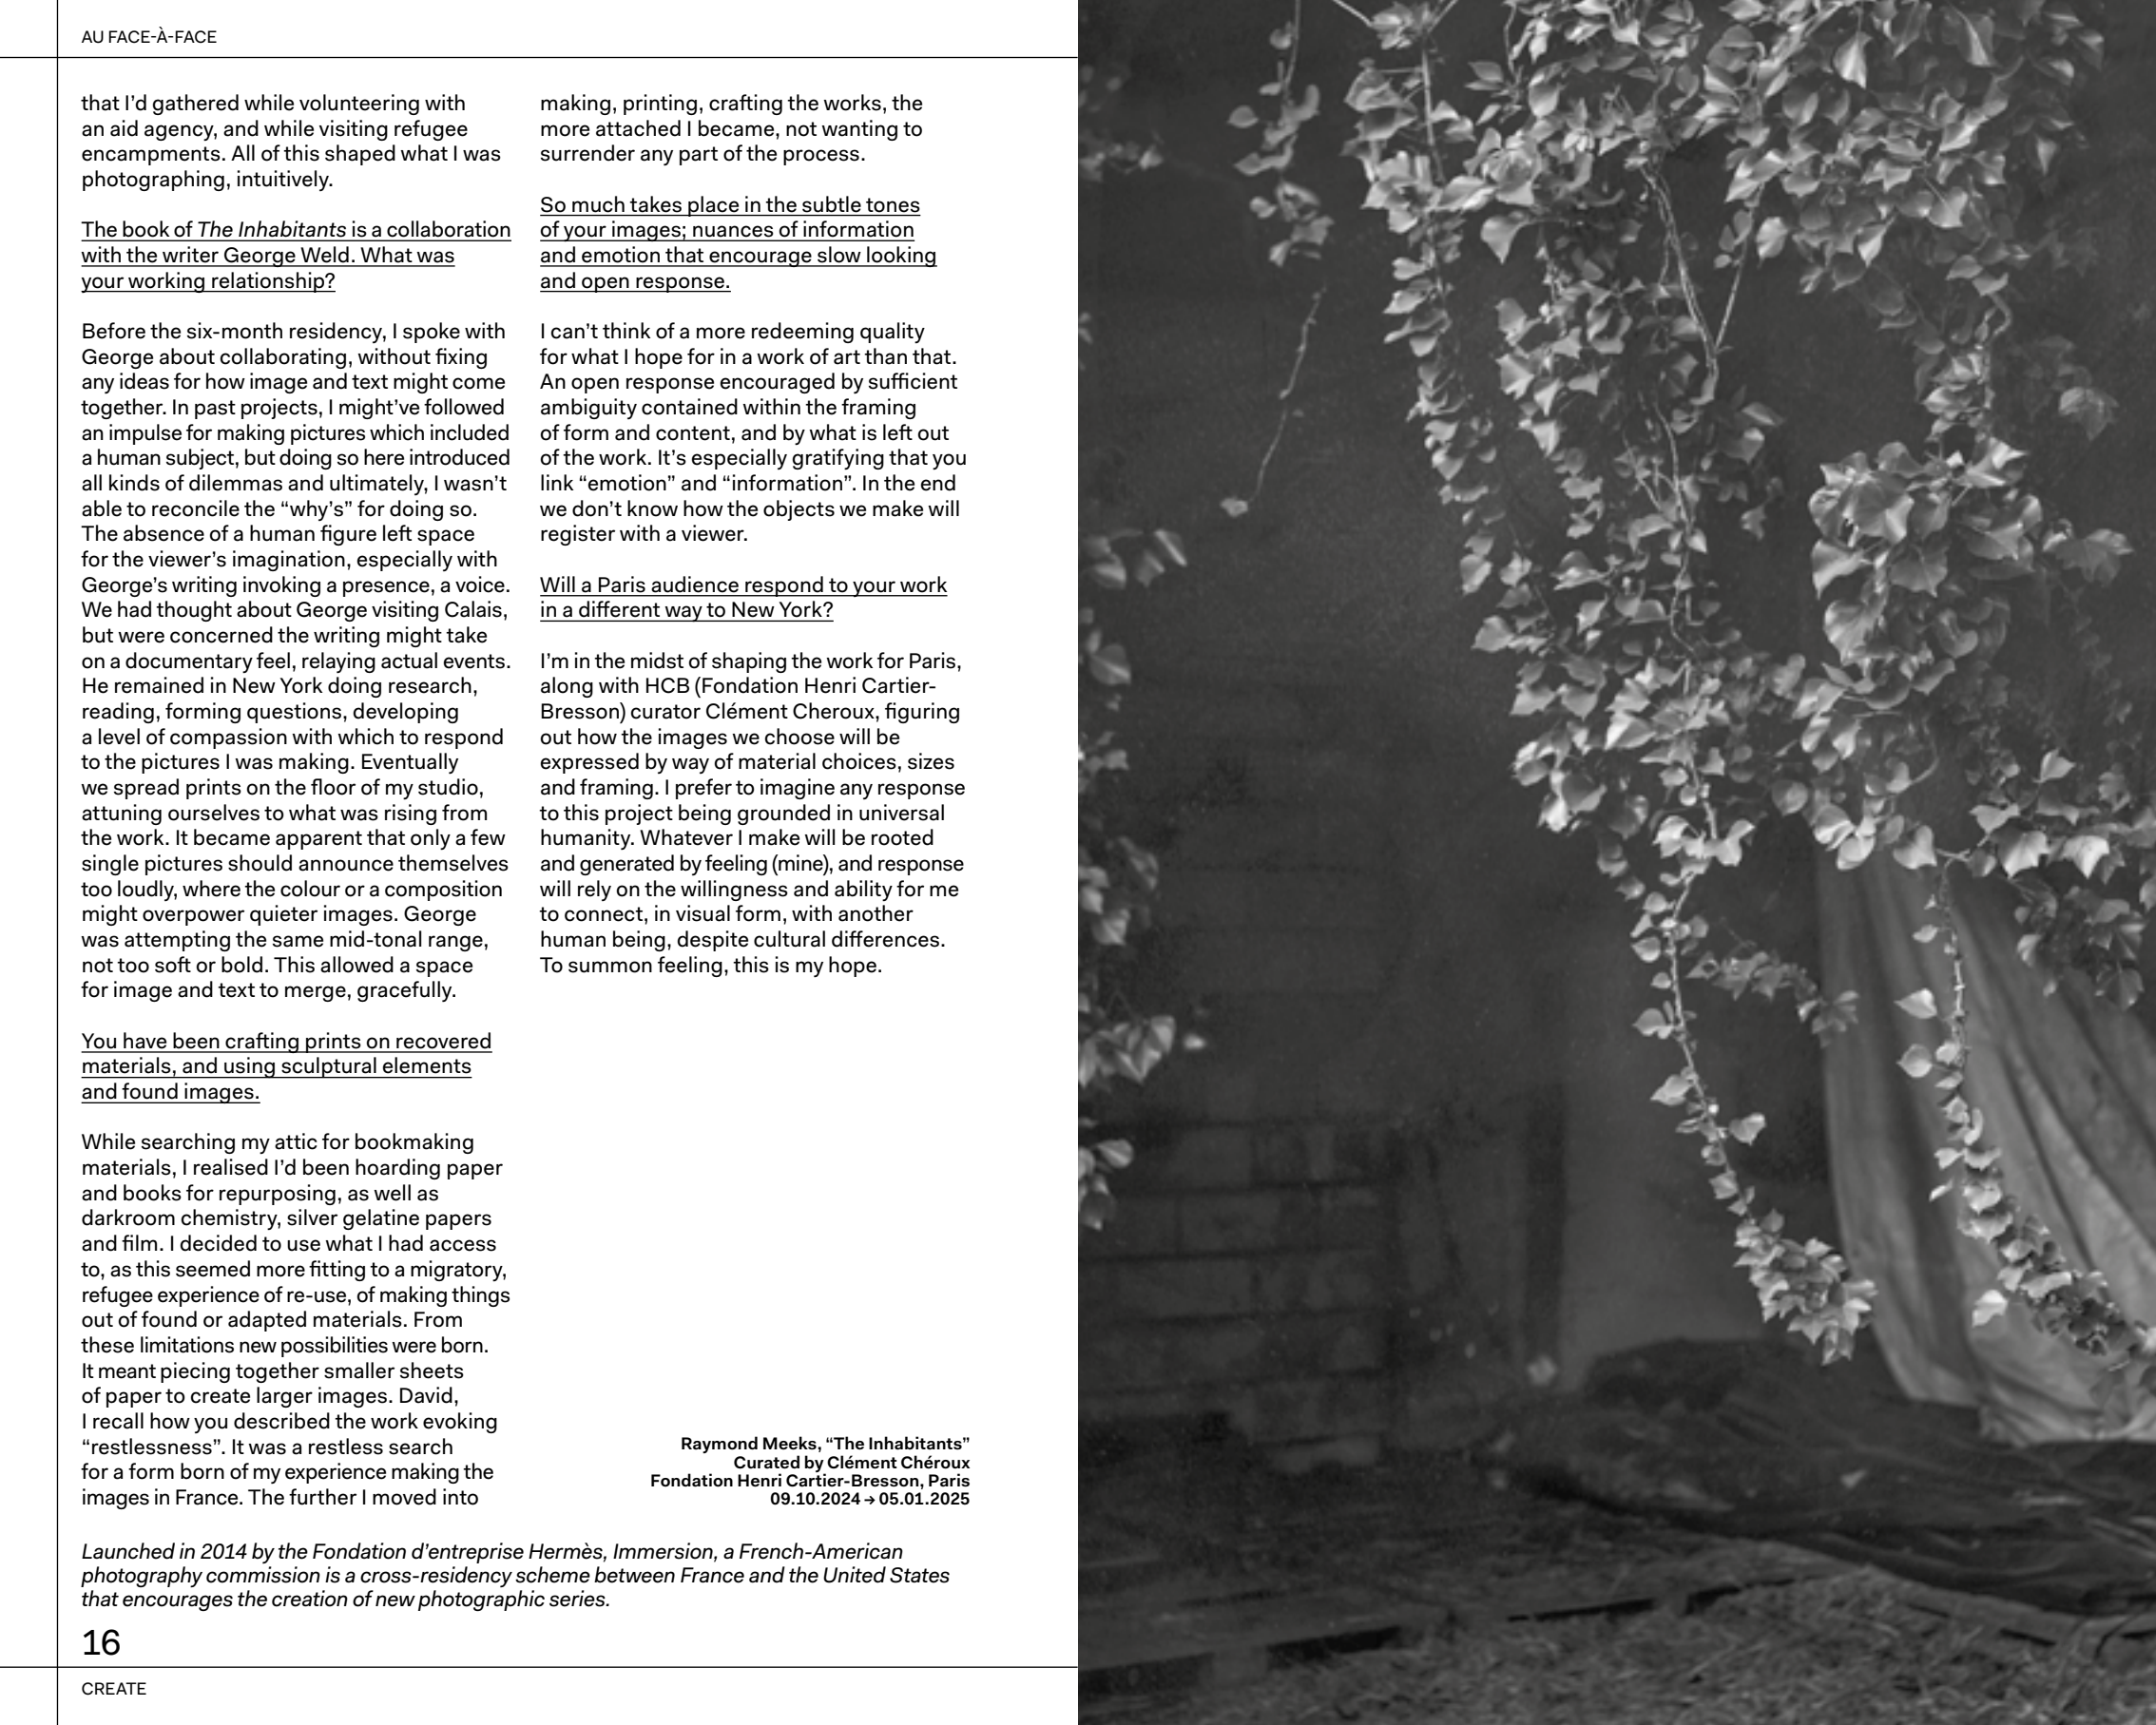 AU FACE-À-FACE
that I’d gathered while volunteering with
an aid agency, and while visiting refugee
encampments. All of this shaped what I was
photographing, intuitively.
The book of The Inhabitants is a collaboration
with the writer George Weld. What was
your working relationship?
Before the six-month residency, I spoke with
George about collaborating, without fixing
any ideas for how image and text might come
together. In past projects, I might’ve followed
an impulse for making pictures which included
a human subject, but doing so here introduced
all kinds of dilemmas and ultimately, I wasn’t
able to reconcile the “why’s” for doing so.
The absence of a human figure left space
for the viewer’s imagination, especially with
George’s writing invoking a presence, a voice.
We had thought about George visiting Calais,
but were concerned the writing might take
on a documentary feel, relaying actual events.
He remained in New York doing research,
reading, forming questions, developing
a level of compassion with which to respond
to the pictures I was making. Eventually
we spread prints on the floor of my studio,
attuning ourselves to what was rising from
the work. It became apparent that only a few
single pictures should announce themselves
too loudly, where the colour or a composition
might overpower quieter images. George
was attempting the same mid-tonal range,
not too soft or bold. This allowed a space
for image and text to merge, gracefully.
You have been crafting prints on recovered
materials, and using sculptural elements
and found images.
While searching my attic for bookmaking
materials, I realised I’d been hoarding paper
and books for repurposing, as well as
darkroom chemistry, silver gelatine papers
and film. I decided to use what I had access
to, as this seemed more fitting to a migratory,
refugee experience of re-use, of making things
out of found or adapted materials. From
these limitations new possibilities were born.
It meant piecing together smaller sheets
of paper to create larger images. David,
I recall how you described the work evoking
“restlessness”. It was a restless search
for a form born of my experience making the
images in France. The further I moved into
making, printing, crafting the works, the
more attached I became, not wanting to
surrender any part of the process.
So much takes place in the subtle tones
of your images; nuances of information
and emotion that encourage slow looking
and open response.
I can’t think of a more redeeming quality
for what I hope for in a work of art than that.
An open response encouraged by sufficient
ambiguity contained within the framing
of form and content, and by what is left out
of the work. It’s especially gratifying that you
link “emotion” and “information”. In the end
we don’t know how the objects we make will
register with a viewer.
Will a Paris audience respond to your work
in a different way to New York?
I’m in the midst of shaping the work for Paris,
along with HCB (Fondation Henri Cartier-
Bresson) curator Clément Cheroux, figuring
out how the images we choose will be
expressed by way of material choices, sizes
and framing. I prefer to imagine any response
to this project being grounded in universal
humanity. Whatever I make will be rooted
and generated by feeling (mine), and response
will rely on the willingness and ability for me
to connect, in visual form, with another
human being, despite cultural differences.
To summon feeling, this is my hope.
Raymond Meeks, “The Inhabitants”
Curated by Clément Chéroux
Fondation Henri Cartier-Bresson, Paris
09.10.2024 → 05.01.2025
Launched in 2014 by the Fondation d’entreprise Hermès, Immersion, a French-American
photography commission is a cross-residency scheme between France and the United States
that encourages the creation of new photographic series.
16
CREATE